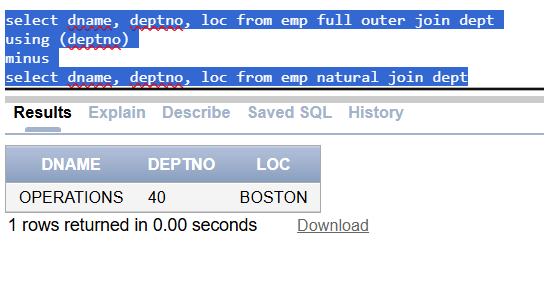 select dname, deptno, loc from emp full outer join dept
using (deptno)
minus
select dname, deptno, loc from emp natural join dept
Results Explain Describe Saved SQL History
DNAME DEPTNO LOC
OPERATIONS 40 BOSTON
1 rows returned in 0.00 seconds Download